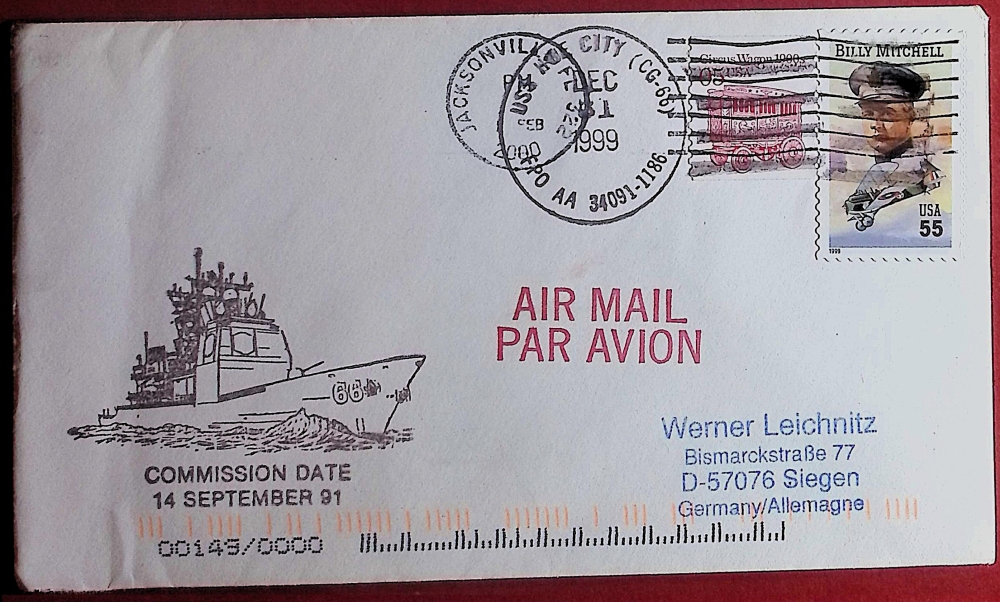 JACKSONVILLE FL 322
PM
FEB
2000
USS HUE CITY (CG-66)
DEC
31
1999
FPO AA 34091-1186
Circus Wagon 1900s
05 USA
BILLY MITCHELL
USA
55
1999
AIR MAIL
PAR AVION
66
COMMISSION DATE
14 SEPTEMBER 91
Werner Leichnitz
Bismarckstraße 77
D-57076 Siegen
Germany/Allemagne
00149/0000